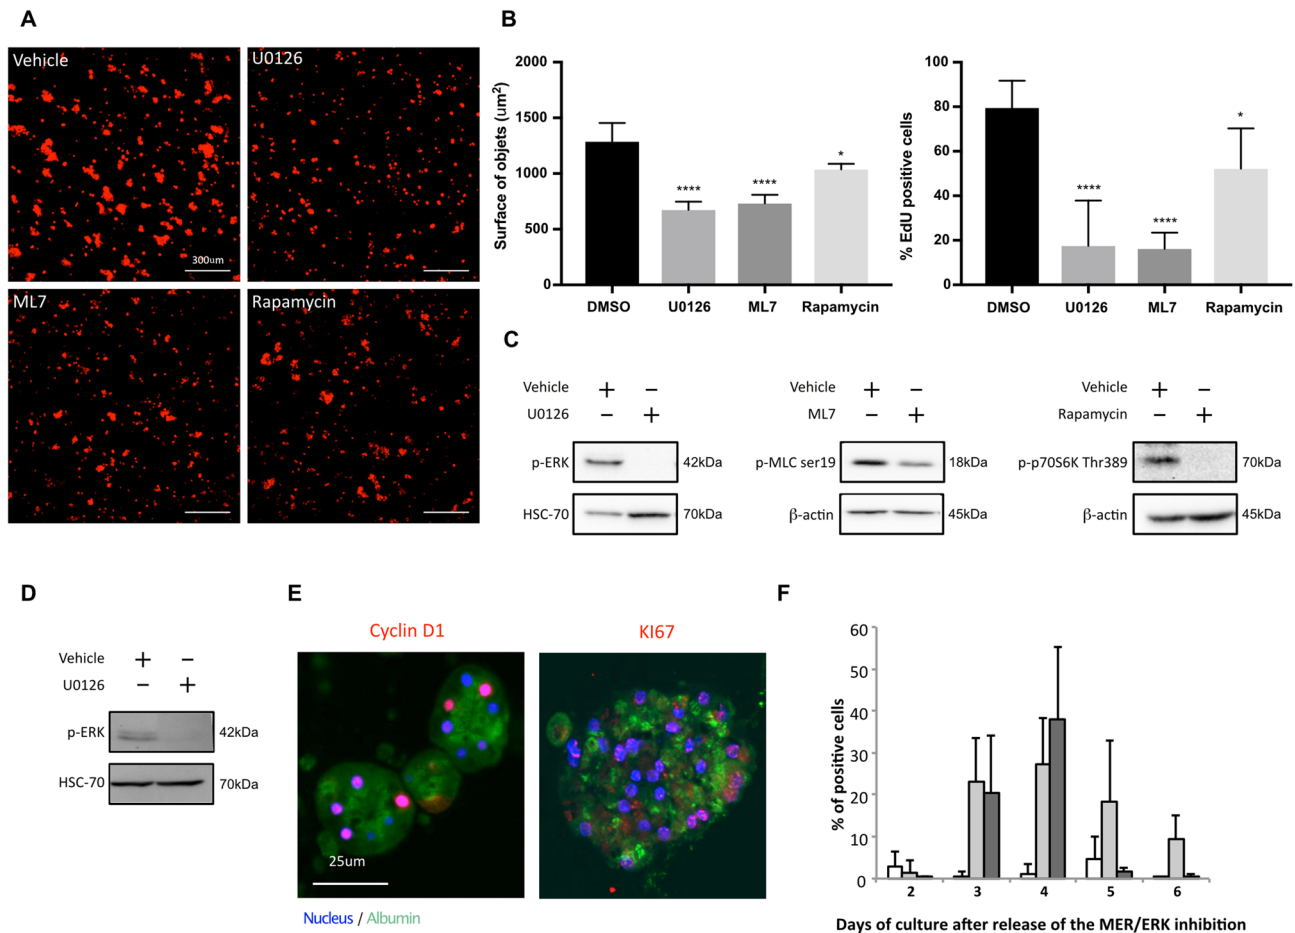 A
Vehicle
U0126
300um
ML7
Rapamycin
B
2000
1500
1000
500
0
Surface of objets (um²)
****
****
*
DMSO
U0126
ML7
Rapamycin
100
80
60
40
20
0
% EdU positive cells
****
****
*
DMSO
U0126
ML7
Rapamycin
C
Vehicle + −
U0126 − +
p-ERK 42kDa
HSC-70 70kDa
Vehicle + −
ML7 − +
p-MLC ser19 18kDa
β-actin 45kDa
Vehicle + −
Rapamycin − +
p-p70S6K Thr389 70kDa
β-actin 45kDa
D
Vehicle + −
U0126 − +
p-ERK 42kDa
HSC-70 70kDa
E
Cyclin D1
KI67
25um
Nucleus / Albumin
F
60
50
40
30
20
10
0
% of positive cells
2 3 4 5 6
Days of culture after release of the MER/ERK inhibition